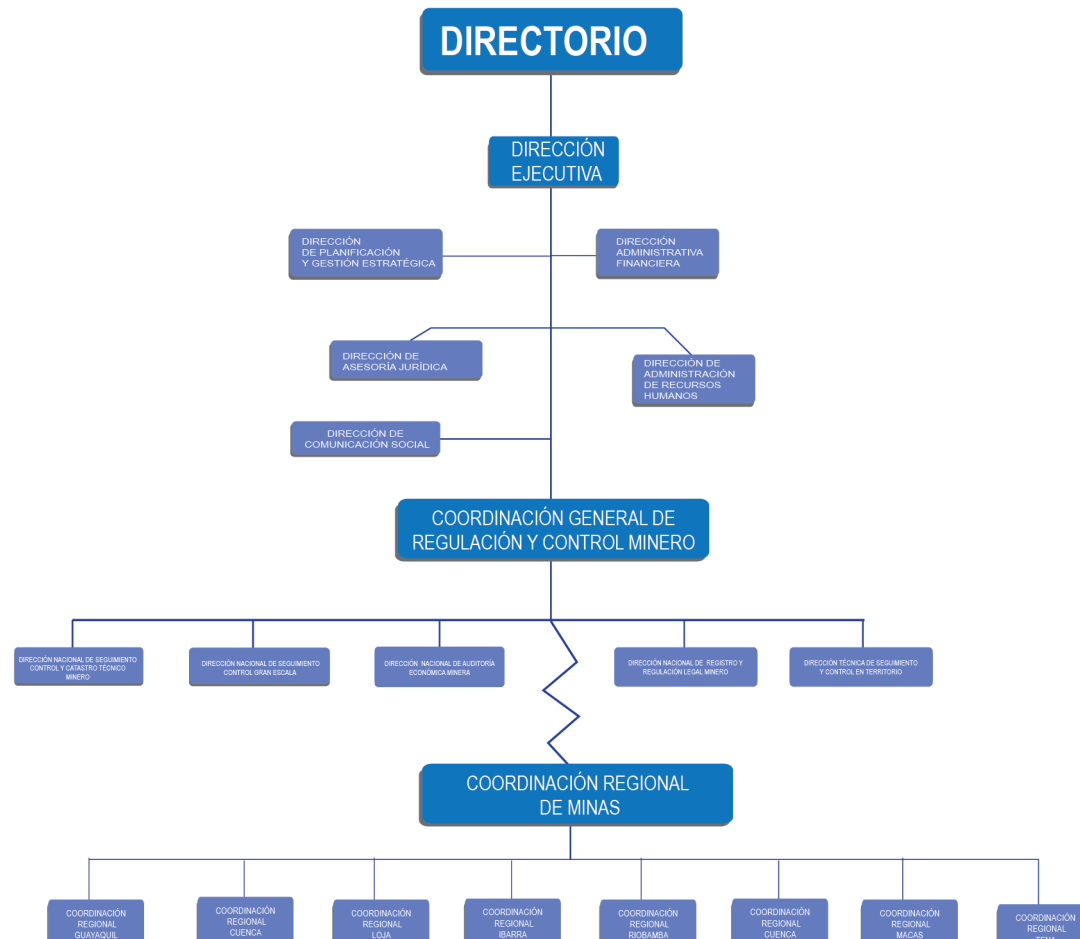 DIRECTORIO
DIRECCIÓN
EJECUTIVA
DIRECCIÓN
DE PLANIFICACIÓN
Y GESTIÓN ESTRATÉGICA
DIRECCIÓN
ADMINISTRATIVA
FINANCIERA
DIRECCIÓN DE
ASESORÍA JURÍDICA
DIRECCIÓN DE
ADMINISTRACIÓN
DE RECURSOS
HUMANOS
DIRECCIÓN DE
COMUNICACIÓN SOCIAL
COORDINACIÓN GENERAL DE
REGULACIÓN Y CONTROL MINERO
DIRECCIÓN NACIONAL DE SEGUIMIENTO
CONTROL Y CATASTRO TÉCNICO
MINERO
DIRECCIÓN NACIONAL DE SEGUIMIENTO
CONTROL GRAN ESCALA
DIRECCIÓN NACIONAL DE AUDITORÍA
ECONÓMICA MINERA
DIRECCIÓN NACIONAL DE REGISTRO Y
REGULACIÓN LEGAL MINERO
DIRECCIÓN TÉCNICA DE SEGUIMIENTO
Y CONTROL EN TERRITORIO
COORDINACIÓN REGIONAL
DE MINAS
COORDINACIÓN
REGIONAL
GUAYAQUIL
COORDINACIÓN
REGIONAL
CUENCA
COORDINACIÓN
REGIONAL
LOJA
COORDINACIÓN
REGIONAL
IBARRA
COORDINACIÓN
REGIONAL
RIOBAMBA
COORDINACIÓN
REGIONAL
CUENCA
COORDINACIÓN
REGIONAL
MACAS
COORDINACIÓN
REGIONAL
TENA